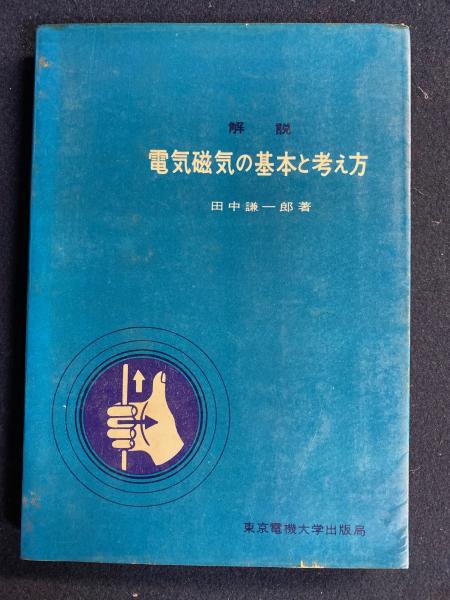 解説
電気磁気の基本と考え方
田中謙一郎著
東京電機大学出版局